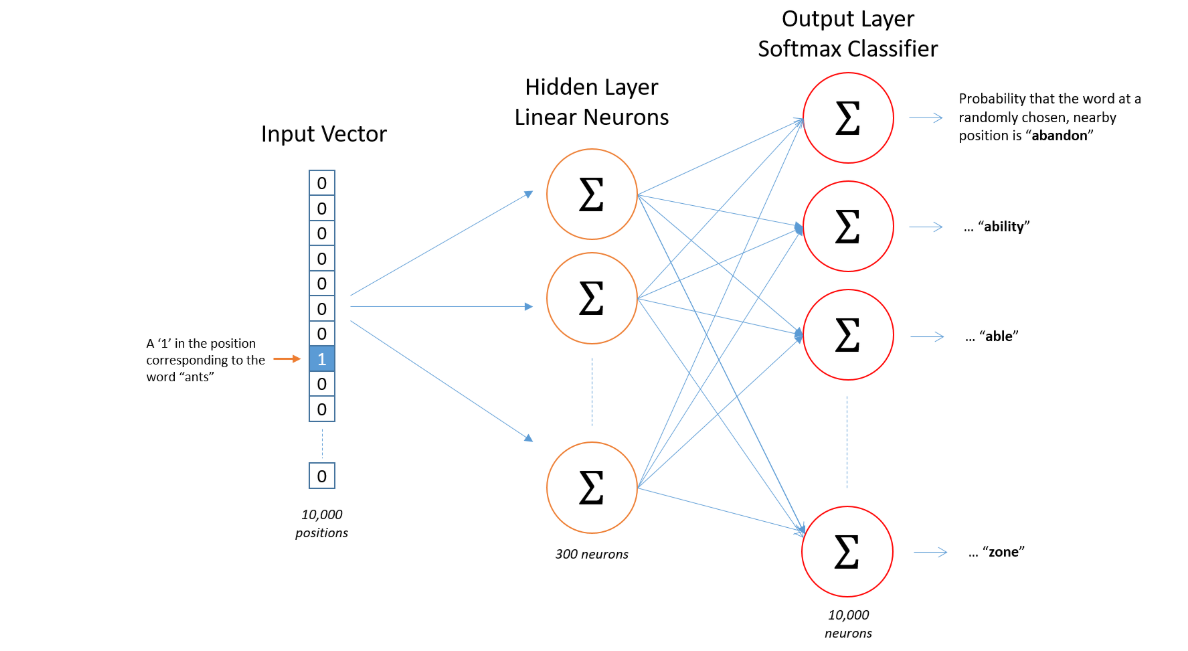 Output Layer
Softmax Classifier
Hidden Layer
Linear Neurons
Input Vector
Probability that the word at a
randomly chosen, nearby
position is “abandon”
0
0
0
0
0
0
0
1
0
0
0
A ‘1’ in the position
corresponding to the
word “ants”
10,000
positions
Σ
Σ
Σ
300 neurons
Σ
Σ
Σ
Σ
... “ability”
... “able”
... “zone”
10,000
neurons